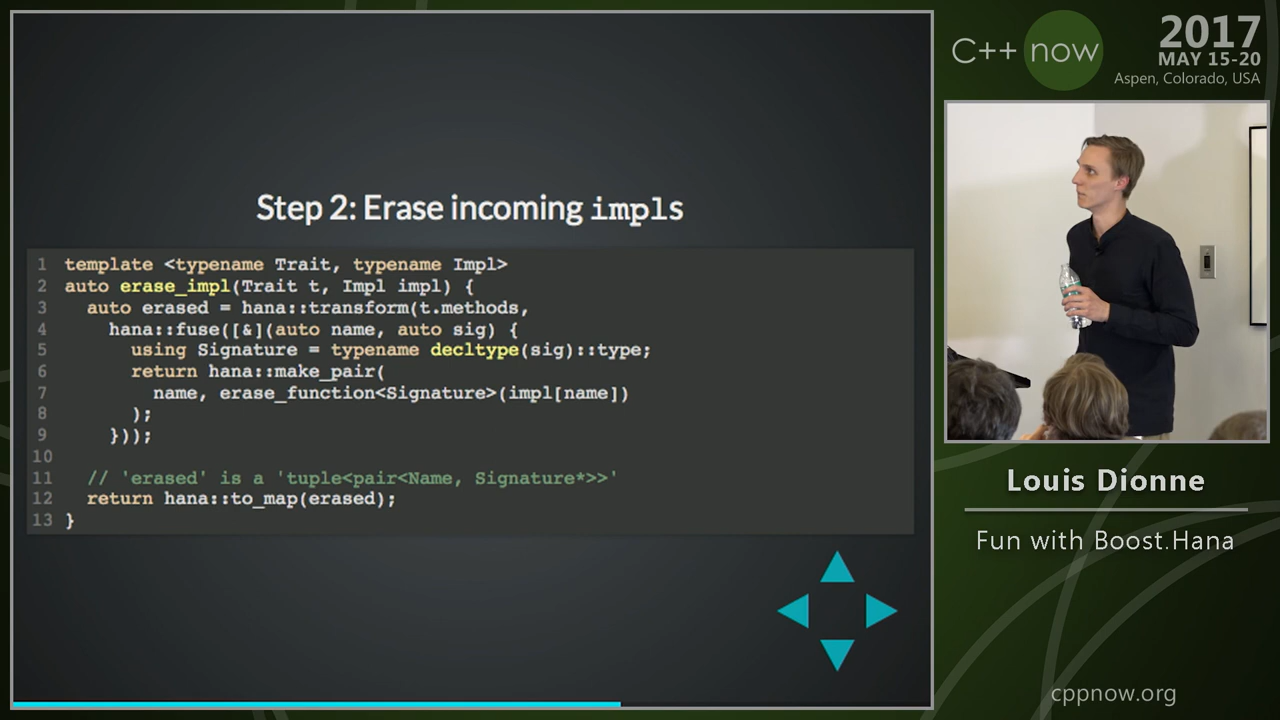 Step 2: Erase incoming impls
1 template <typename Trait, typename Impl>
2 auto erase_impl(Trait t, Impl impl) {
3   auto erased = hana::transform(t.methods,
4     hana::fuse([&](auto name, auto sig) {
5       using Signature = typename decltype(sig)::type;
6       return hana::make_pair(
7         name, erase_function<Signature>(impl[name])
8       );
9     }));
10
11   // 'erased' is a 'tuple<pair<Name, Signature*>>'
12   return hana::to_map(erased);
13 }
C++ now
2017
MAY 15-20
Aspen, Colorado, USA
Louis Dionne
Fun with Boost.Hana
cppnow.org